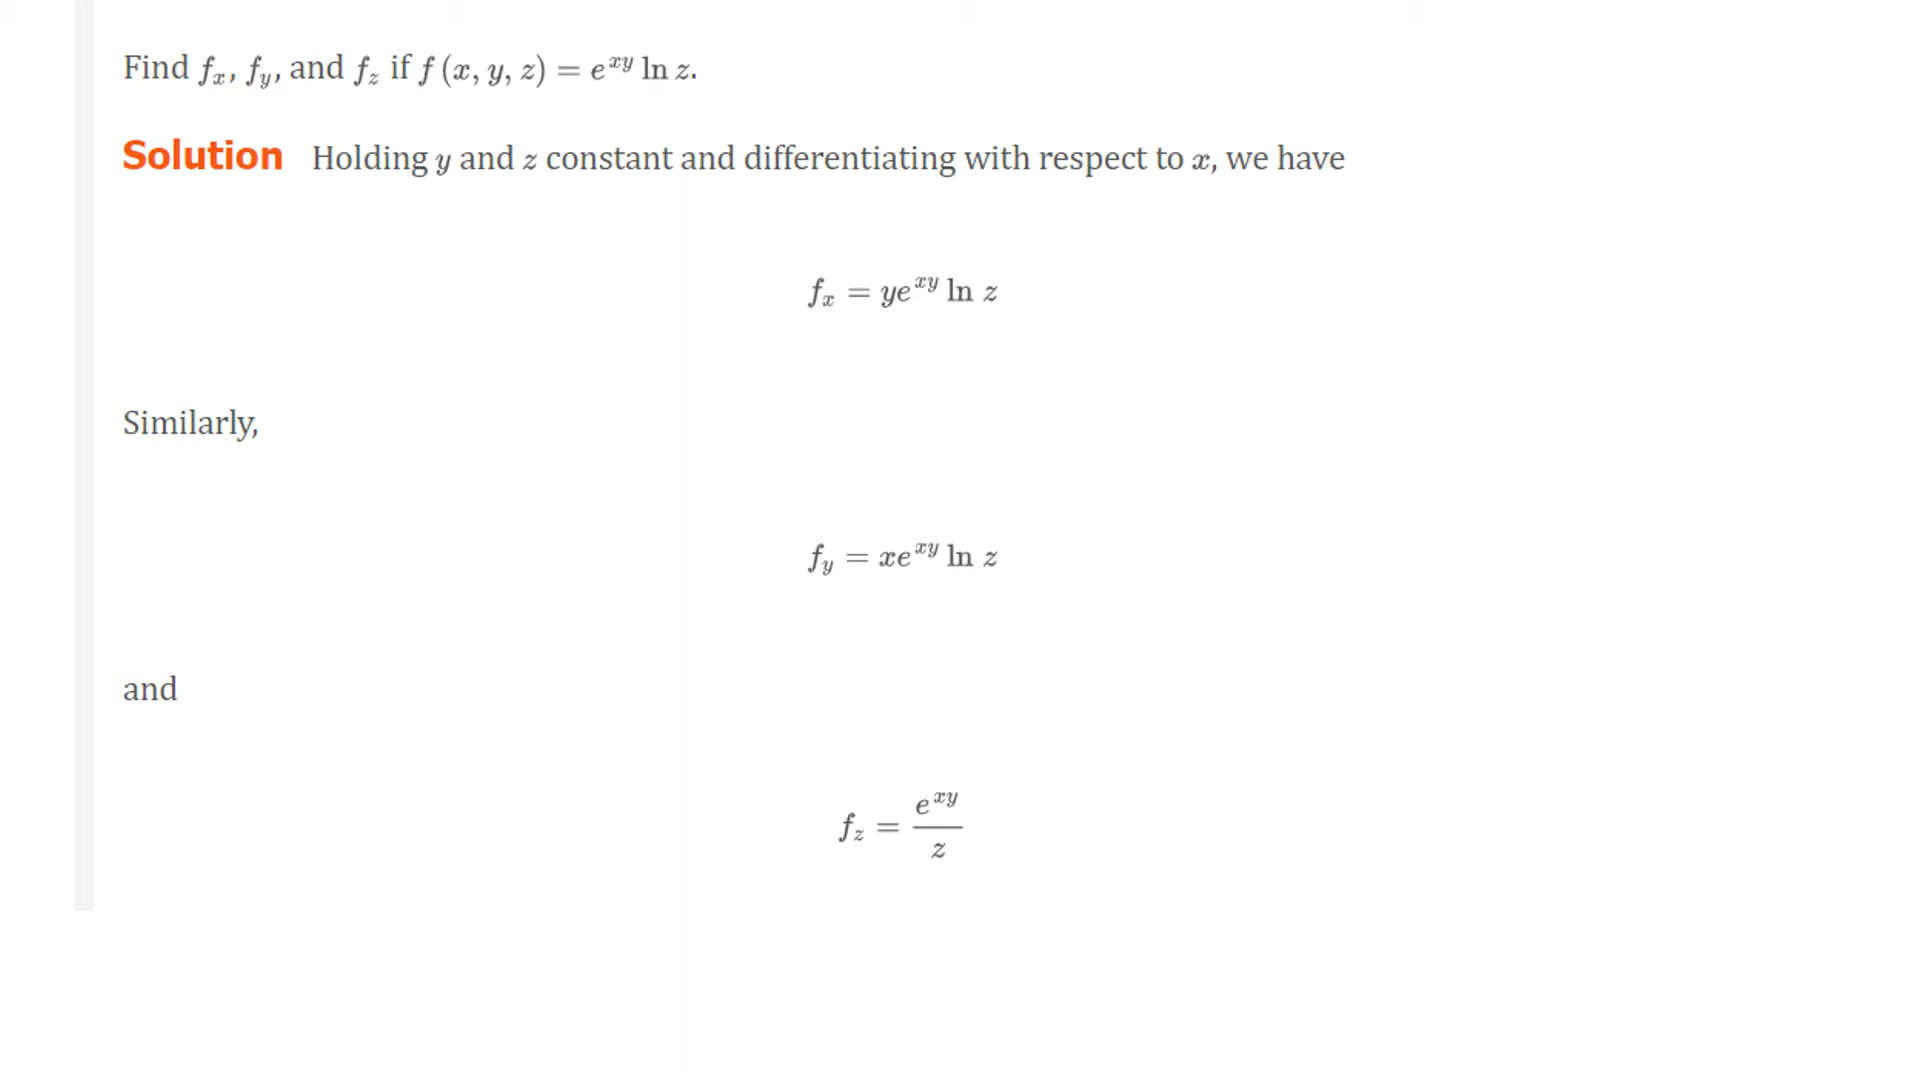 Find f_x, f_y, and f_z if f (x, y, z) = e^{xy} ln z.
Solution Holding y and z constant and differentiating with respect to x, we have
f_x = ye^{xy} ln z
Similarly,
f_y = xe^{xy} ln z
and
f_z = \frac{e^{xy}}{z}